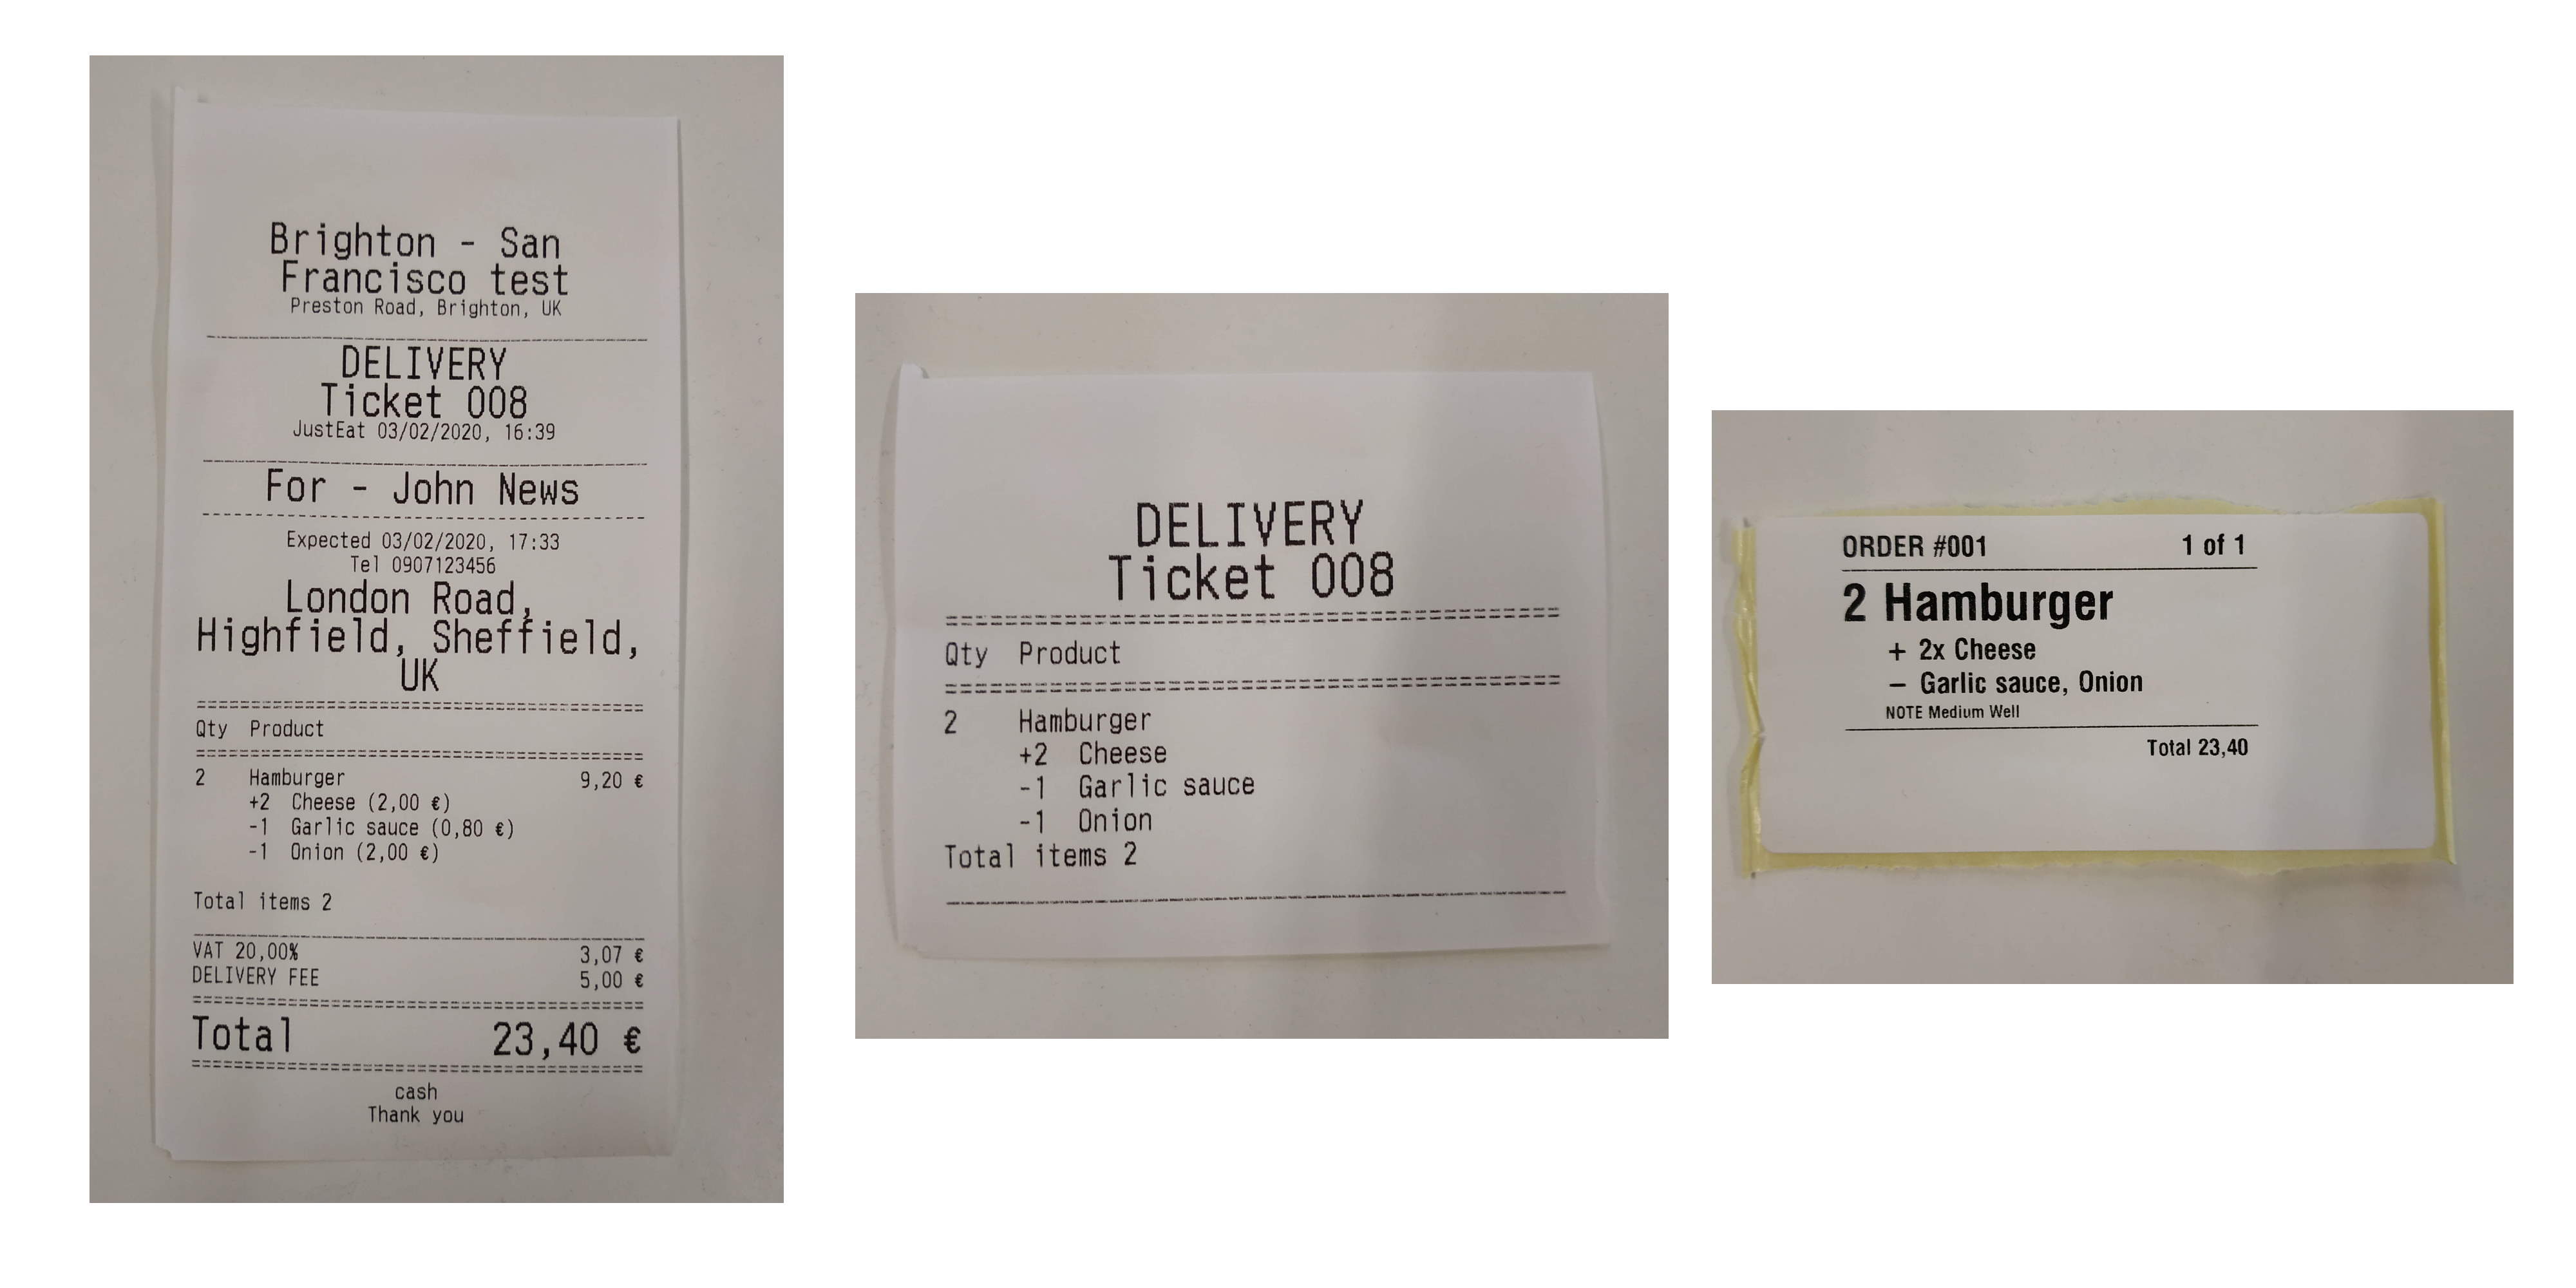 Brighton - San
Francisco test
Preston Road, Brighton, UK
DELIVERY
Ticket 008
JustEat 03/02/2020, 16:39
For - John News
Expected 03/02/2020, 17:33
Tel 0907123456
London Road,
Highfield, Sheffield,
UK
Qty Product
2 Hamburger 9,20 €
+2 Cheese (2,00 €)
-1 Garlic sauce (0,80 €)
-1 Onion (2,00 €)
Total items 2
VAT 20,00% 3,07 €
DELIVERY FEE 5,00 €
Total 23,40 €
cash
Thank you
DELIVERY
Ticket 008
Qty Product
2 Hamburger
+2 Cheese
-1 Garlic sauce
-1 Onion
Total items 2
ORDER #001 1 of 1
2 Hamburger
+ 2x Cheese
– Garlic sauce, Onion
NOTE Medium Well
Total 23,40